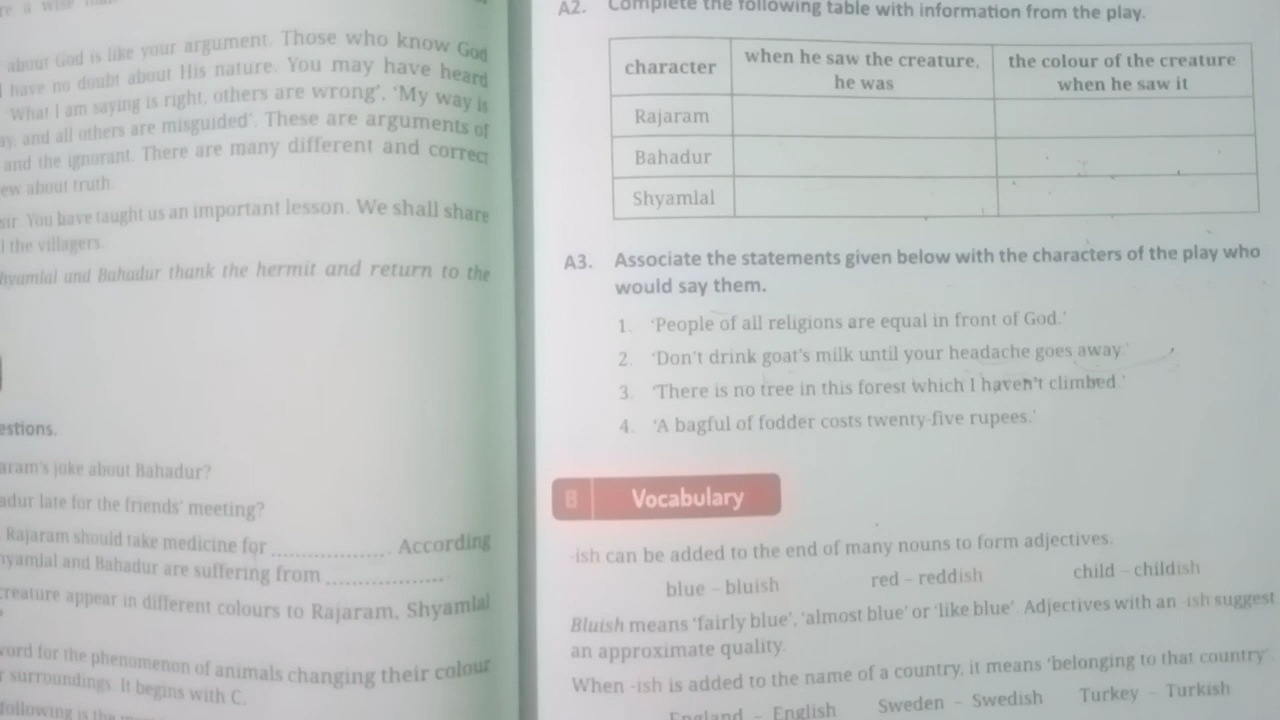 about God is like your argument. Those who know God
have no doubt about His nature. You may have heard
What I am saying is right, others are wrong', 'My way is
and all others are misguided'. These are arguments of
and the ignorant. There are many different and correct
about truth.
You have taught us an important lesson. We shall share
the villagers.
and Bahadur thank the hermit and return to the
joke about Bahadur?
late for the friends' meeting?
Rajaram should take medicine for ................ According
and Bahadur are suffering from ................
appear in different colours to Rajaram, Shyamlal
for the phenomenon of animals changing their colour
surroundings. It begins with C.
following is the
A2. Complete the following table with information from the play.
character when he saw the creature, he was the colour of the creature when he saw it
Rajaram
Bahadur
Shyamlal
A3. Associate the statements given below with the characters of the play who
would say them.
1. 'People of all religions are equal in front of God.'
2. 'Don't drink goat's milk until your headache goes away.'
3. 'There is no tree in this forest which I haven't climbed.'
4. 'A bagful of fodder costs twenty-five rupees.'
B Vocabulary
-ish can be added to the end of many nouns to form adjectives.
blue – bluish red – reddish child – childish
Bluish means 'fairly blue', 'almost blue' or 'like blue'. Adjectives with an -ish suggest
an approximate quality.
When -ish is added to the name of a country, it means 'belonging to that country'.
England – English Sweden – Swedish Turkey – Turkish